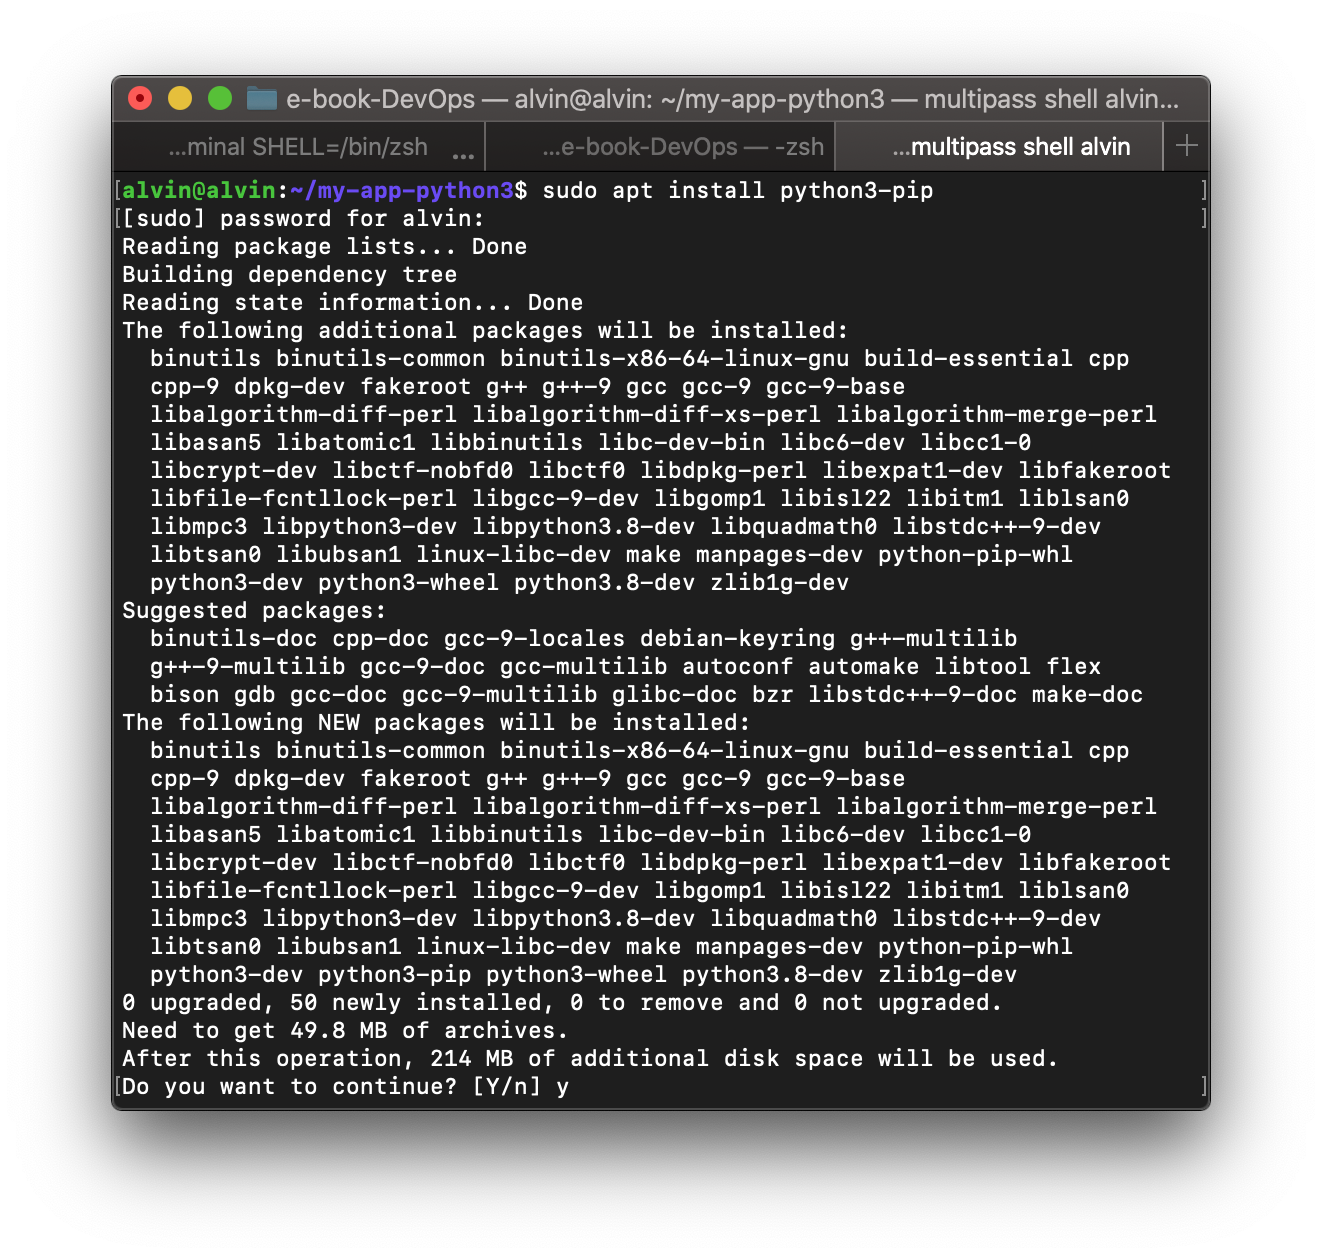 e-book-DevOps — alvin@alvin: ~/my-app-python3 — multipass shell alvin...
...minal SHELL=/bin/zsh ... ...e-book-DevOps — -zsh ...multipass shell alvin +
[alvin@alvin:~/my-app-python3$ sudo apt install python3-pip ]
[[sudo] password for alvin: ]
Reading package lists... Done
Building dependency tree
Reading state information... Done
The following additional packages will be installed:
  binutils binutils-common binutils-x86-64-linux-gnu build-essential cpp
  cpp-9 dpkg-dev fakeroot g++ g++-9 gcc gcc-9 gcc-9-base
  libalgorithm-diff-perl libalgorithm-diff-xs-perl libalgorithm-merge-perl
  libasan5 libatomic1 libbinutils libc-dev-bin libc6-dev libcc1-0
  libcrypt-dev libctf-nobfd0 libctf0 libdpkg-perl libexpat1-dev libfakeroot
  libfile-fcntllock-perl libgcc-9-dev libgomp1 libisl22 libitm1 liblsan0
  libmpc3 libpython3-dev libpython3.8-dev libquadmath0 libstdc++-9-dev
  libtsan0 libubsan1 linux-libc-dev make manpages-dev python-pip-whl
  python3-dev python3-wheel python3.8-dev zlib1g-dev
Suggested packages:
  binutils-doc cpp-doc gcc-9-locales debian-keyring g++-multilib
  g++-9-multilib gcc-9-doc gcc-multilib autoconf automake libtool flex
  bison gdb gcc-doc gcc-9-multilib glibc-doc bzr libstdc++-9-doc make-doc
The following NEW packages will be installed:
  binutils binutils-common binutils-x86-64-linux-gnu build-essential cpp
  cpp-9 dpkg-dev fakeroot g++ g++-9 gcc gcc-9 gcc-9-base
  libalgorithm-diff-perl libalgorithm-diff-xs-perl libalgorithm-merge-perl
  libasan5 libatomic1 libbinutils libc-dev-bin libc6-dev libcc1-0
  libcrypt-dev libctf-nobfd0 libctf0 libdpkg-perl libexpat1-dev libfakeroot
  libfile-fcntllock-perl libgcc-9-dev libgomp1 libisl22 libitm1 liblsan0
  libmpc3 libpython3-dev libpython3.8-dev libquadmath0 libstdc++-9-dev
  libtsan0 libubsan1 linux-libc-dev make manpages-dev python-pip-whl
  python3-dev python3-pip python3-wheel python3.8-dev zlib1g-dev
0 upgraded, 50 newly installed, 0 to remove and 0 not upgraded.
Need to get 49.8 MB of archives.
After this operation, 214 MB of additional disk space will be used.
[Do you want to continue? [Y/n] y ]